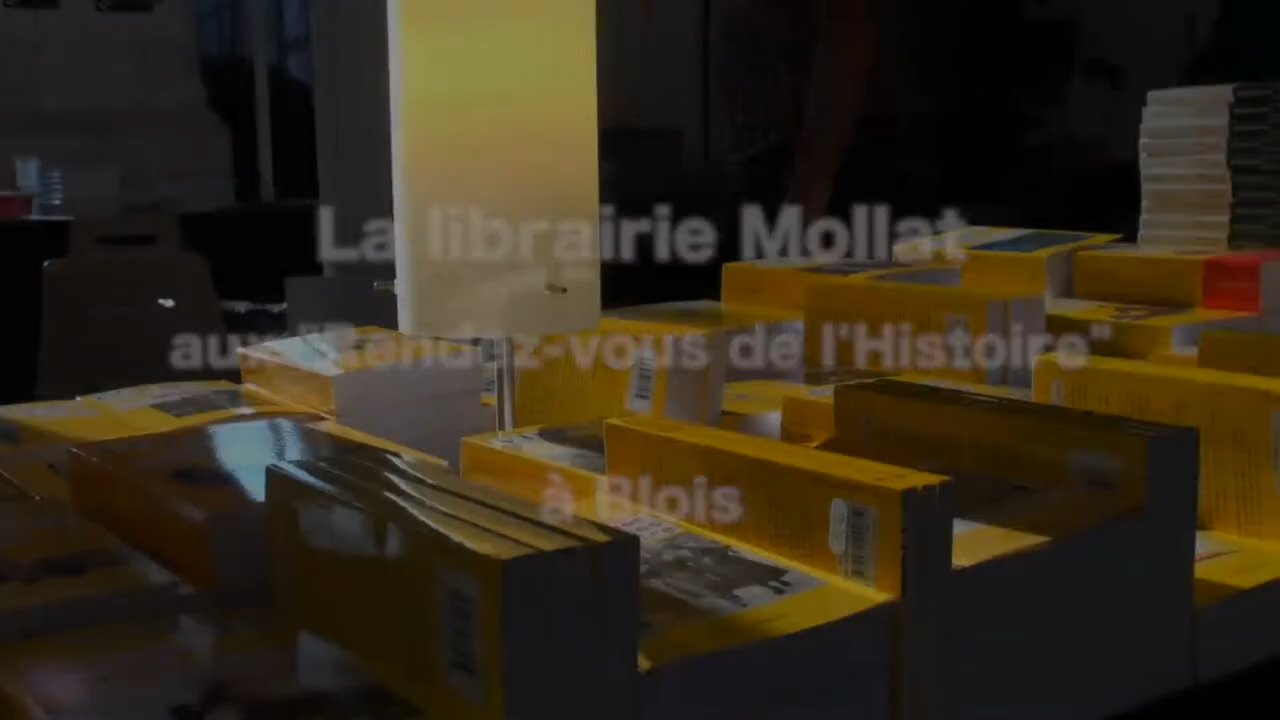 La librairie Mollat
aux "Rendez-vous de l'Histoire"
à Blois